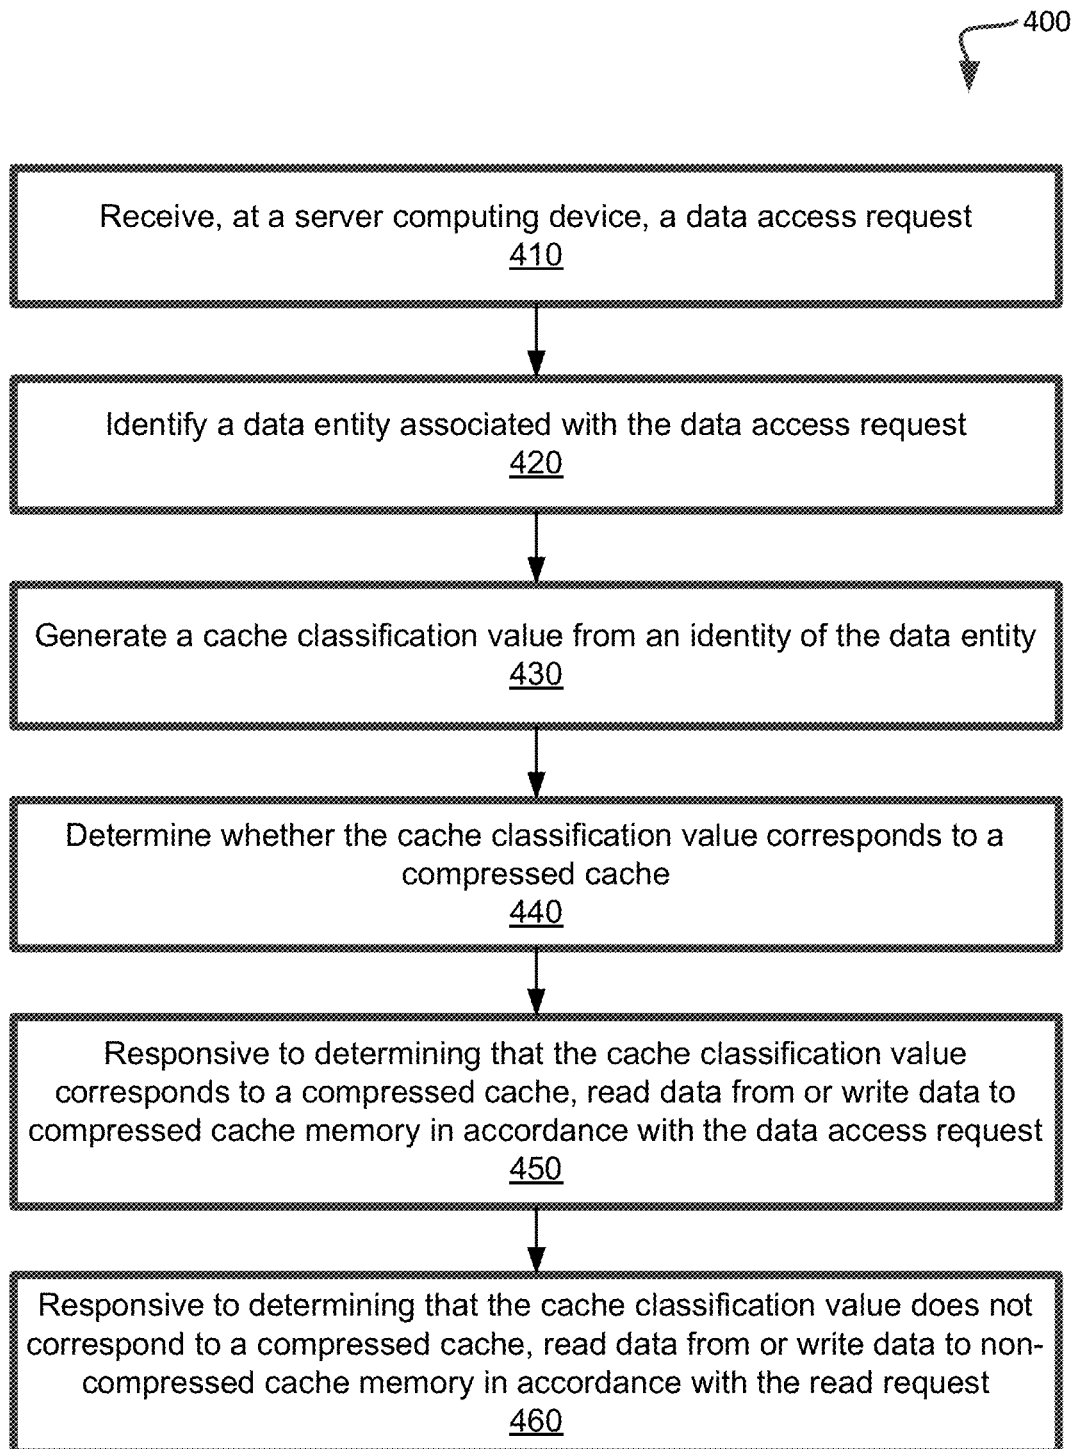 400
Receive, at a server computing device, a data access request
410
Identify a data entity associated with the data access request
420
Generate a cache classification value from an identity of the data entity
430
Determine whether the cache classification value corresponds to a
compressed cache
440
Responsive to determining that the cache classification value
corresponds to a compressed cache, read data from or write data to
compressed cache memory in accordance with the data access request
450
Responsive to determining that the cache classification value does not
correspond to a compressed cache, read data from or write data to non-
compressed cache memory in accordance with the read request
460